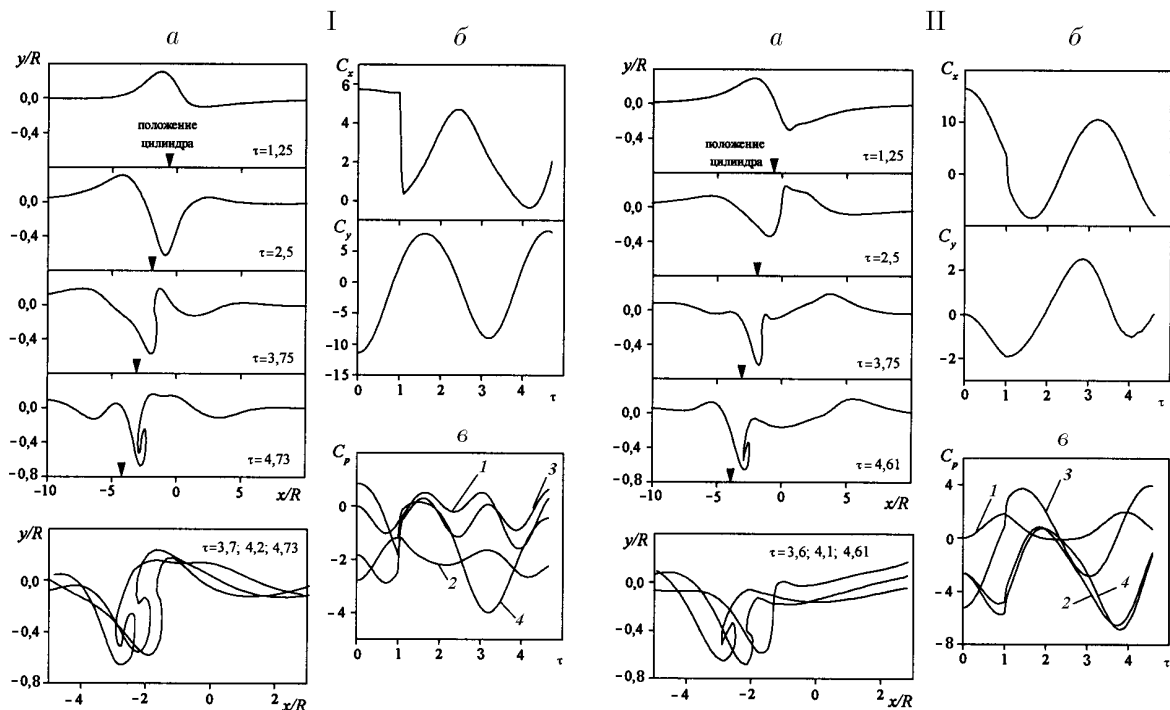 I
а
б
y/R
0,0
−0,4
положение
цилиндра
τ=1,25
0,0
−0,4
τ=2,5
0,0
−0,4
τ=3,75
0,0
−0,4
−0,8
τ=4,73
−10 −5 0 5 10
x/R
y/R
0,0
−0,4
−0,8
τ=3,7; 4,2; 4,73
−4 −2 0 2
x/R
C_x
6
4
2
0
C_y
5
0
−5
−10
−15
0 1 2 3 4 τ
в
C_p
0
−2
−4
1
2
3
4
0 1 2 3 4 τ
II
а
б
y/R
0,0
−0,4
положение
цилиндра
τ=1,25
0,0
−0,4
τ=2,5
0,0
−0,4
τ=3,75
0,0
−0,4
−0,8
τ=4,61
−10 −5 0 5
x/R
y/R
0,0
−0,4
−0,8
τ=3,6; 4,1; 4,61
−4 −2 0 2
x/R
C_x
10
0
C_y
2
0
−2
0 1 2 3 4 τ
в
C_p
4
0
−4
−8
1
2
3
4
0 1 2 3 4 τ